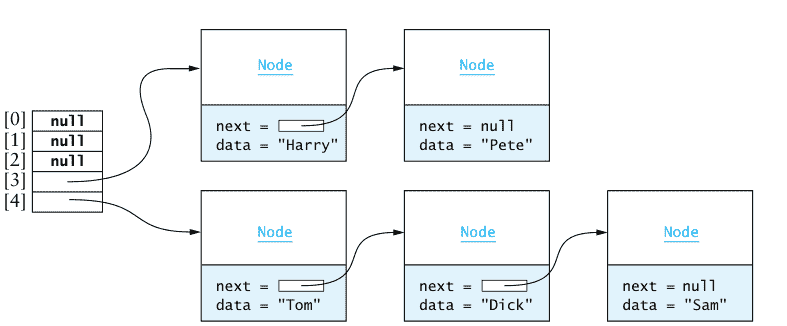 Node
Node
next =
data = "Harry"
next = null
data = "Pete"
[0] null
[1] null
[2] null
[3]
[4]
Node
Node
Node
next =
data = "Tom"
next =
data = "Dick"
next = null
data = "Sam"